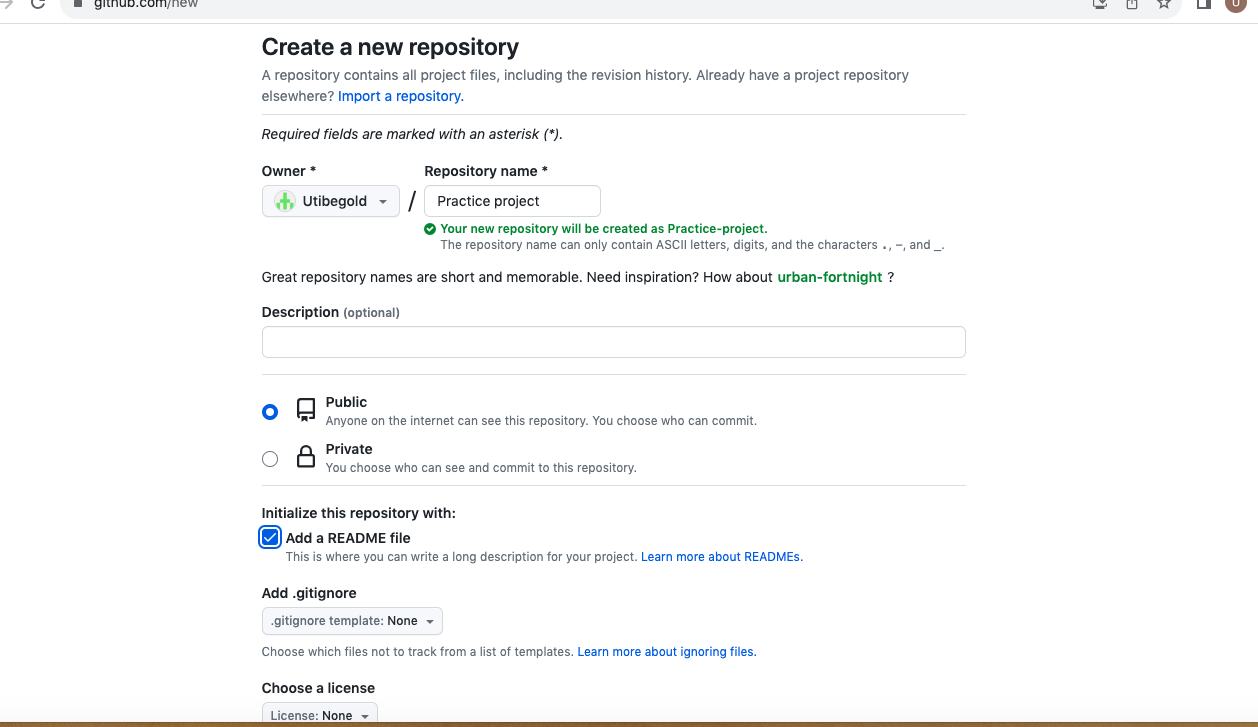 github.com/new
U
Create a new repository
A repository contains all project files, including the revision history. Already have a project repository
elsewhere? Import a repository.
Required fields are marked with an asterisk (*).
Owner *
Repository name *
Utibegold
/
Practice project
Your new repository will be created as Practice-project.
The repository name can only contain ASCII letters, digits, and the characters ., -, and _.
Great repository names are short and memorable. Need inspiration? How about urban-fortnight ?
Description (optional)
Public
Anyone on the internet can see this repository. You choose who can commit.
Private
You choose who can see and commit to this repository.
Initialize this repository with:
Add a README file
This is where you can write a long description for your project. Learn more about READMEs.
Add .gitignore
.gitignore template: None
Choose which files not to track from a list of templates. Learn more about ignoring files.
Choose a license
License: None